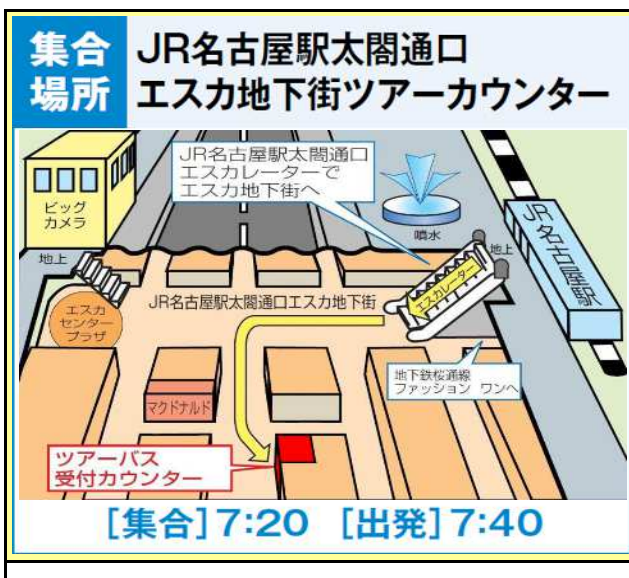 集合
場所
JR名古屋駅太閤通口
エスカ地下街ツアーカウンター
JR名古屋駅太閤通口
エスカレーターで
エスカ地下街へ
ビッグ
カメラ
噴水
JR名古屋駅
地上
地上
エスカレーター
エスカ
センター
プラザ
JR名古屋駅太閤通口エスカ地下街
地下鉄桜通線
ファッション ワンへ
マクドナルド
ツアーバス
受付カウンター
[集合]7:20 [出発]7:40